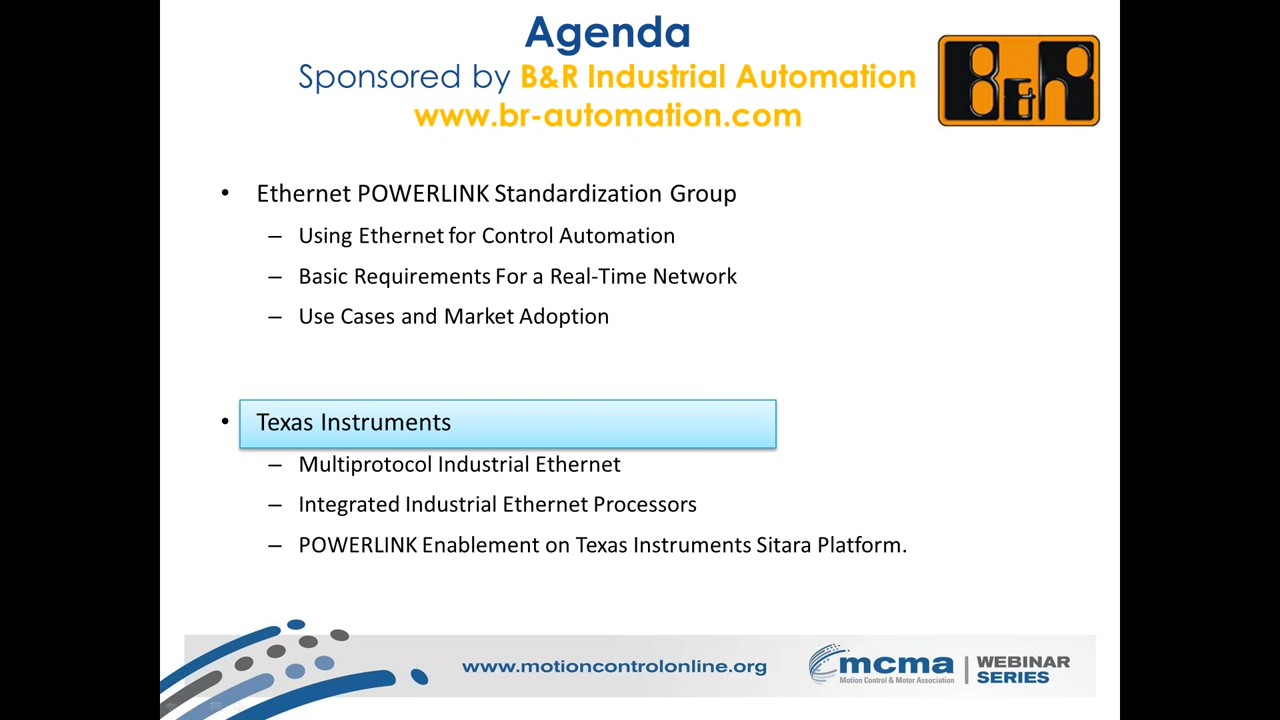 Agenda
Sponsored by B&R Industrial Automation
www.br-automation.com
B&R
• Ethernet POWERLINK Standardization Group
– Using Ethernet for Control Automation
– Basic Requirements For a Real-Time Network
– Use Cases and Market Adoption
• Texas Instruments
– Multiprotocol Industrial Ethernet
– Integrated Industrial Ethernet Processors
– POWERLINK Enablement on Texas Instruments Sitara Platform.
www.motioncontrolonline.org
mcma
Motion Control & Motor Association
WEBINAR
SERIES